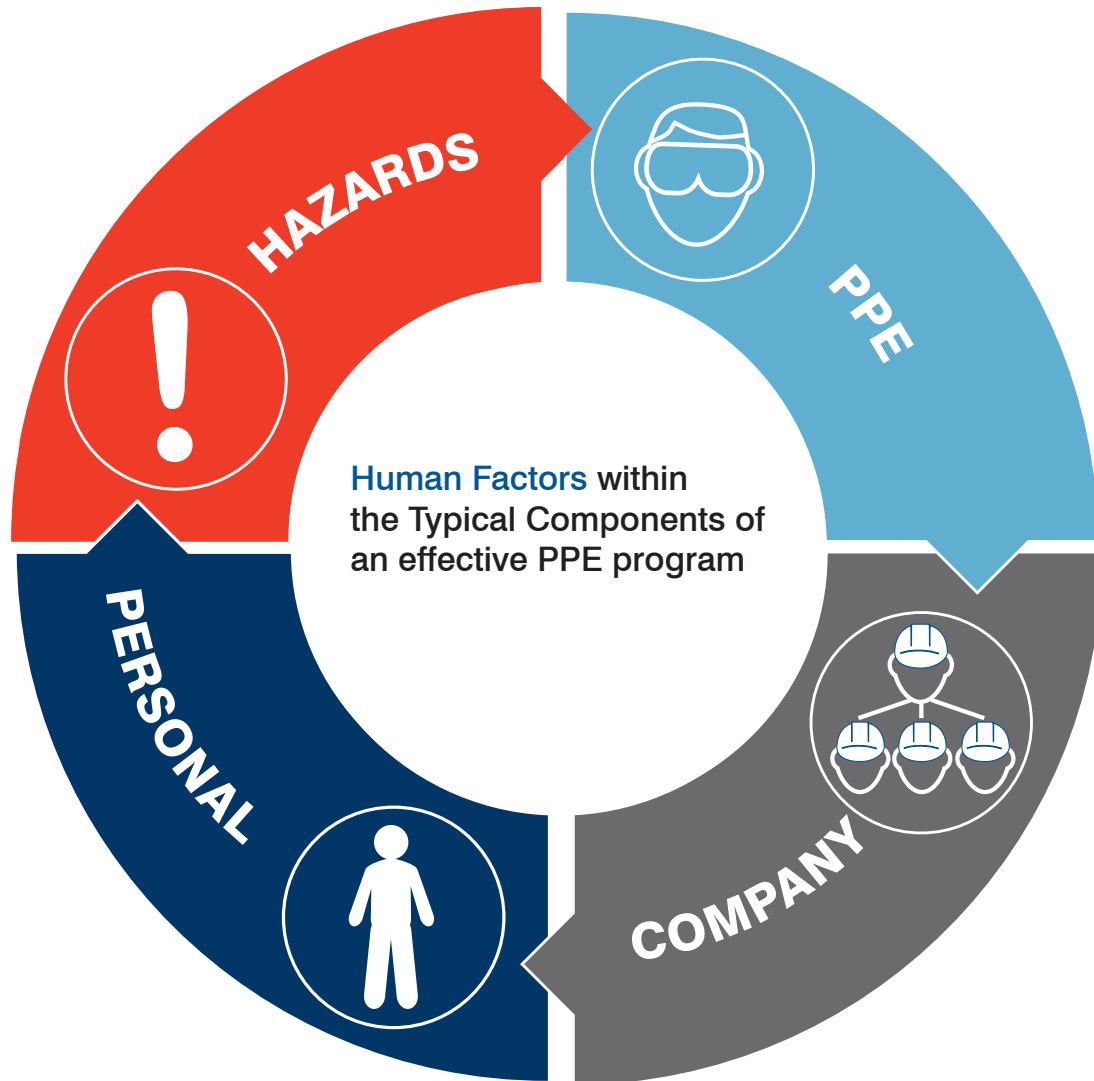 HAZARDS
PPE
Human Factors within
the Typical Components of
an effective PPE program
PERSONAL
COMPANY